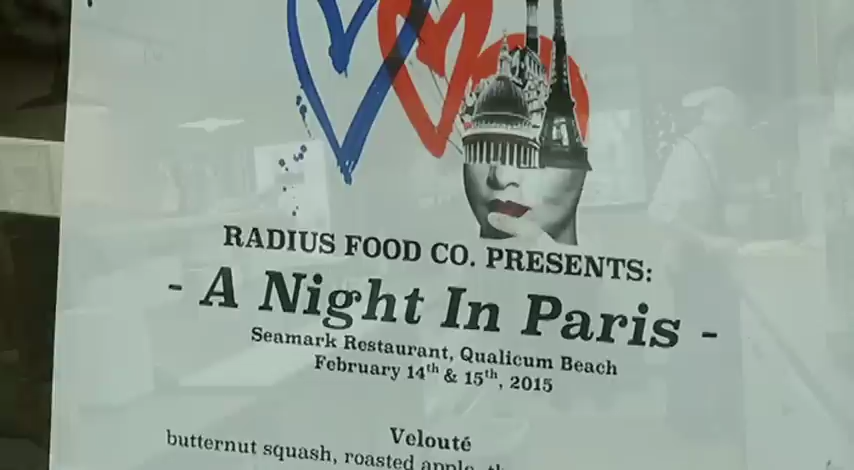 RADIUS FOOD CO. PRESENTS:
- A Night In Paris -
Seamark Restaurant, Qualicum Beach
February 14th & 15th, 2015
Velouté
butternut squash, roasted apple,